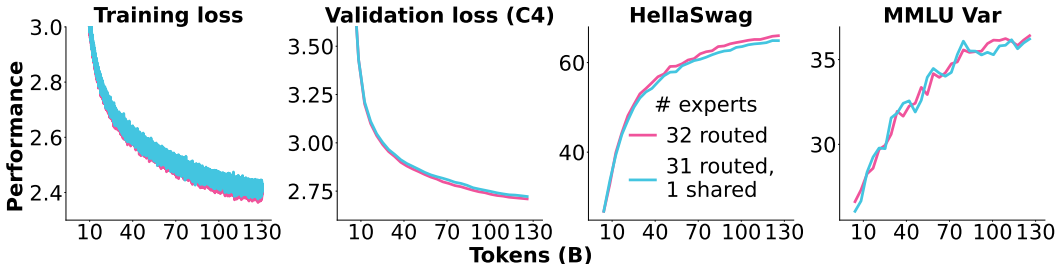 Training loss
Validation loss (C4)
HellaSwag
MMLU Var
Performance
3.0
2.8
2.6
2.4
10 40 70 100 130
3.50
3.25
3.00
2.75
10 40 70 100 130
60
40
10 40 70 100 130
# experts
32 routed
31 routed,
1 shared
35
30
10 40 70 100 130
Tokens (B)